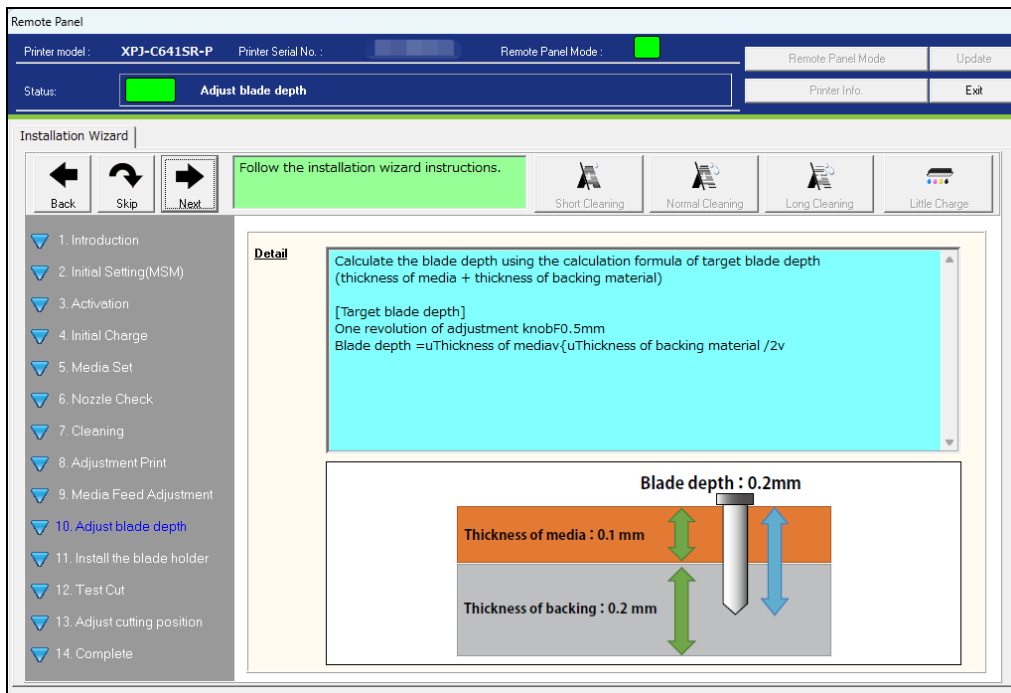 Remote Panel
Printer model : XPJ-C641SR-P Printer Serial No. : Remote Panel Mode :
Remote Panel Mode Update
Status: Adjust blade depth
Printer Info. Exit
Installation Wizard
Back Skip Next
Follow the installation wizard instructions.
Short Cleaning Normal Cleaning Long Cleaning Little Charge
1. Introduction
2. Initial Setting(MSM)
3. Activation
4. Initial Charge
5. Media Set
6. Nozzle Check
7. Cleaning
8. Adjustment Print
9. Media Feed Adjustment
10. Adjust blade depth
11. Install the blade holder
12. Test Cut
13. Adjust cutting position
14. Complete
Detail
Calculate the blade depth using the calculation formula of target blade depth
(thickness of media + thickness of backing material)
[Target blade depth]
One revolution of adjustment knobF0.5mm
Blade depth =uThickness of mediav{uThickness of backing material /2v
Blade depth : 0.2mm
Thickness of media : 0.1 mm
Thickness of backing : 0.2 mm